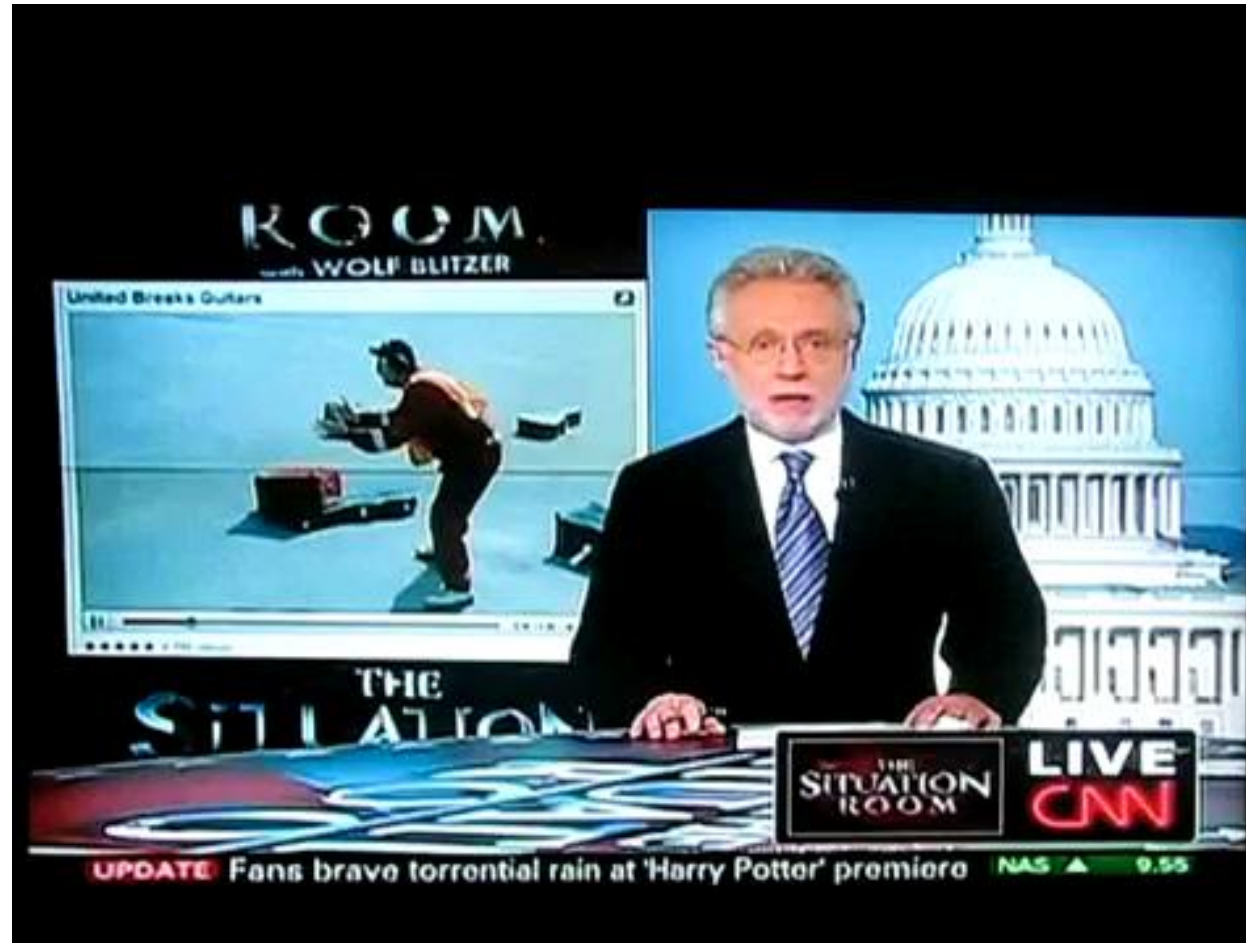 ROOM
with WOLF BLITZER
United Breaks Guitars
THE
SITUATION
THE
SITUATION
ROOM
LIVE
CNN
UPDATE Fans brave torrential rain at 'Harry Potter' premiere NAS ▲ 9.55